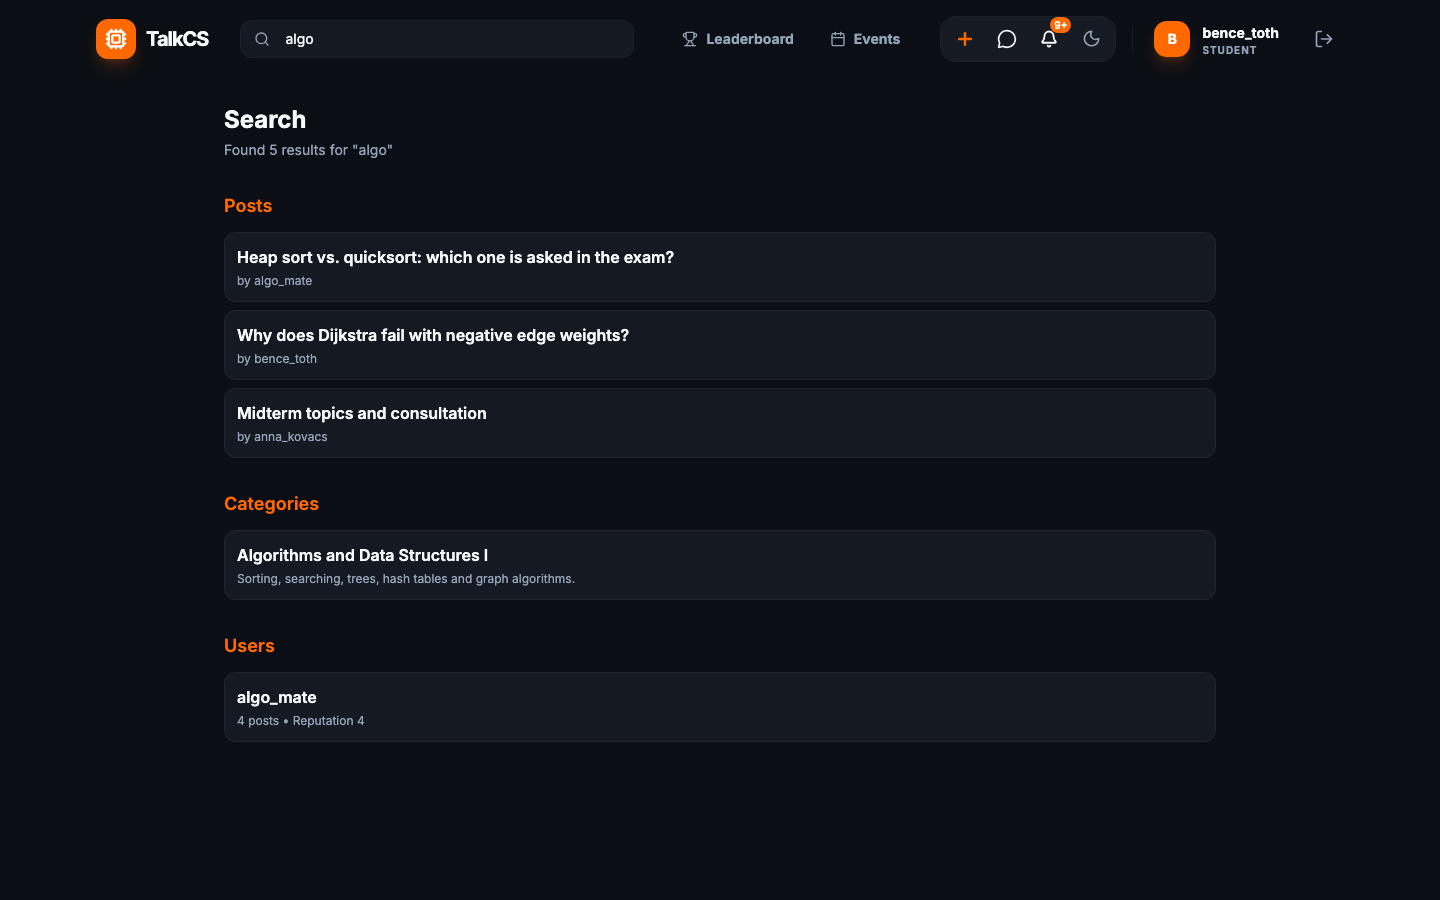 TalkCS
algo
Leaderboard
Events
9+
B
bence_toth
STUDENT
Search
Found 5 results for "algo"
Posts
Heap sort vs. quicksort: which one is asked in the exam?
by algo_mate
Why does Dijkstra fail with negative edge weights?
by bence_toth
Midterm topics and consultation
by anna_kovacs
Categories
Algorithms and Data Structures I
Sorting, searching, trees, hash tables and graph algorithms.
Users
algo_mate
4 posts • Reputation 4